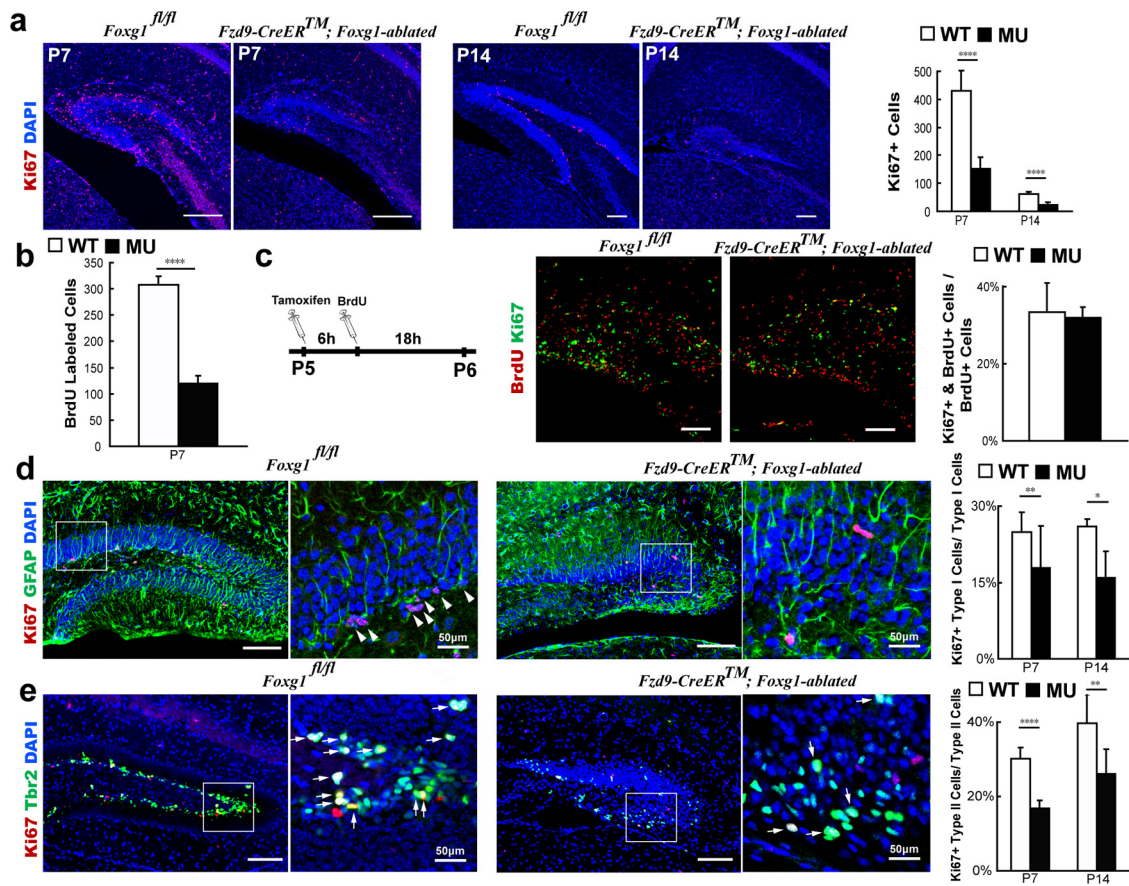 a
Foxg1 fl/fl
Fzd9-CreER TM; Foxg1-ablated
Foxg1 fl/fl
Fzd9-CreER TM; Foxg1-ablated
P7
P7
P14
P14
Ki67 DAPI
WT MU
****
****
Ki67+ Cells
500
400
300
200
100
0
P7 P14
b
WT MU
****
BrdU Labeled Cells
350
300
250
200
150
100
50
0
P7
c
Tamoxifen BrdU
6h 18h
P5 P6
Foxg1 fl/fl
Fzd9-CreER TM; Foxg1-ablated
BrdU Ki67
WT MU
Ki67+ & BrdU+ Cells /
BrdU+ Cells
40%
20%
0%
d
Foxg1 fl/fl
Fzd9-CreER TM; Foxg1-ablated
Ki67 GFAP DAPI
50µm
50µm
WT MU
**
*
Ki67+ Type I Cells/ Type I Cells
30%
15%
0%
P7 P14
e
Foxg1 fl/fl
Fzd9-CreER TM; Foxg1-ablated
Ki67 Tbr2 DAPI
50µm
50µm
WT MU
****
**
Ki67+ Type II Cells/ Type II Cells
40%
20%
0%
P7 P14